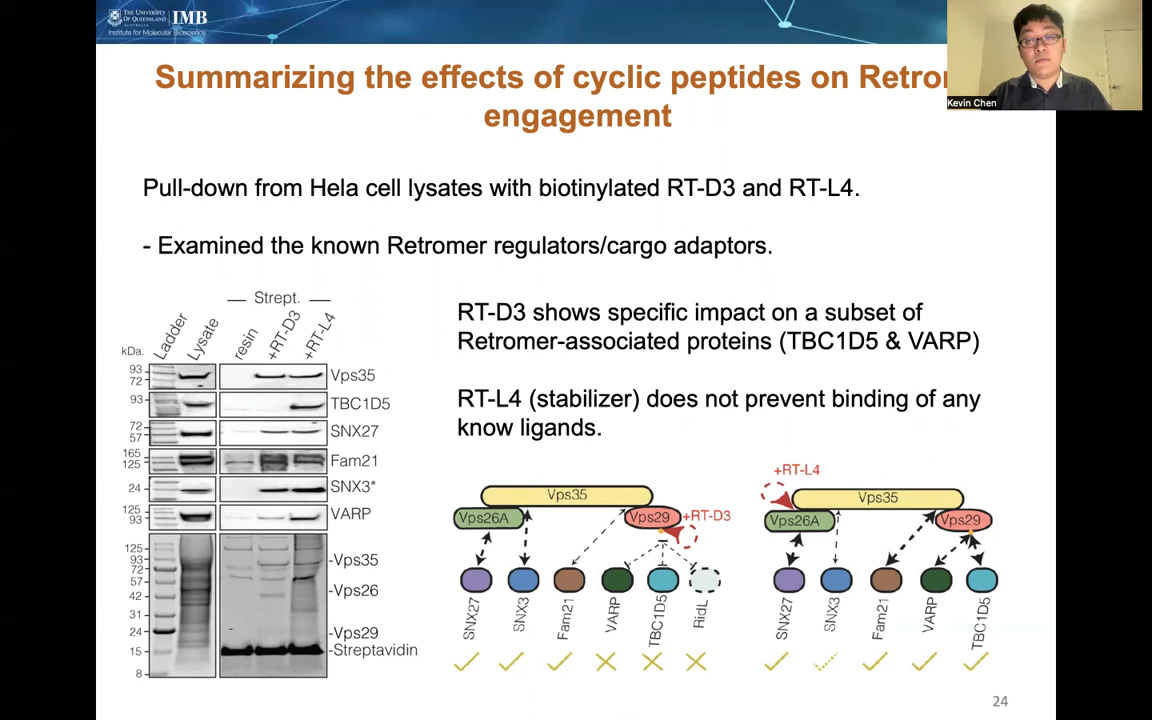 The University
Of Queensland
Australia
IMB
Institute for Molecular Bioscience
Kevin Chen
Summarizing the effects of cyclic peptides on Retrom
engagement
Pull-down from Hela cell lysates with biotinylated RT-D3 and RT-L4.
- Examined the known Retromer regulators/cargo adaptors.
RT-D3 shows specific impact on a subset of
Retromer-associated proteins (TBC1D5 & VARP)
RT-L4 (stabilizer) does not prevent binding of any
know ligands.
Strept.
kDa.
Ladder
Lysate
resin
+RT-D3
+RT-L4
93
72
Vps35
93
TBC1D5
72
57
SNX27
165
125
Fam21
24
SNX3*
125
93
VARP
125
93
72
57
42
31
24
15
8
-Vps35
-Vps26
-Vps29
-Streptavidin
Vps35
Vps26A
Vps29
+RT-D3
SNX27
SNX3
Fam21
VARP
TBC1D5
RidL
+RT-L4
Vps35
Vps26A
Vps29
SNX27
SNX3
Fam21
VARP
TBC1D5
24